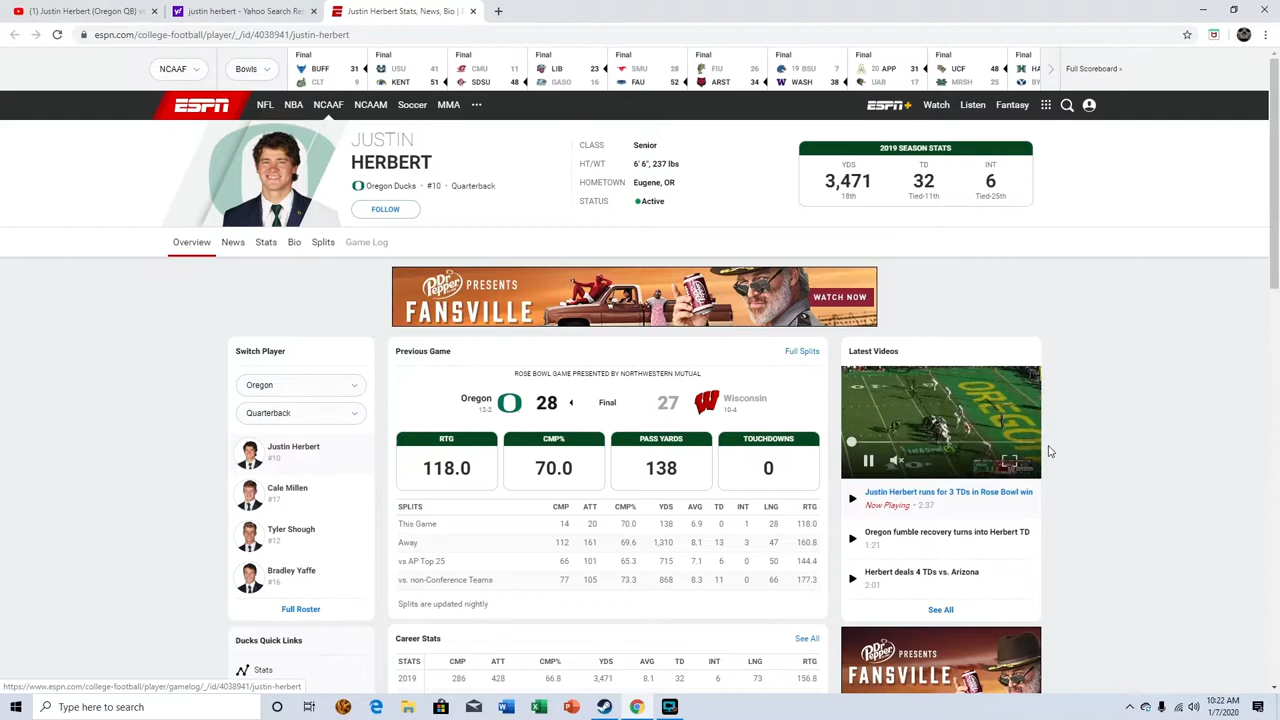 (1) Justin Herbert (Oregon QB) vs
justin herbert - Yahoo Search Re
Justin Herbert Stats, News, Bio |
espn.com/college-football/player/_/id/4038941/justin-herbert
NCAAF
Bowls
Final
BUFF 31
CLT 9
Final
USU 41
KENT 51
Final
CMU 11
SDSU 48
Final
LIB 23
GASO 16
Final
SMU 28
FAU 52
Final
FIU 26
ARST 34
Final
19 BSU 7
WASH 38
Final
20 APP 31
UAB 17
Final
UCF 48
MRSH 25
Final
HA
BY
Full Scoreboard »
ESPN NFL NBA NCAAF NCAAM Soccer MMA ESPN+ Watch Listen Fantasy
JUSTIN
HERBERT
Oregon Ducks • #10 • Quarterback
FOLLOW
CLASS Senior
HT/WT 6' 6", 237 lbs
HOMETOWN Eugene, OR
STATUS Active
2019 SEASON STATS
YDS TD INT
3,471 32 6
18th Tied-11th Tied-25th
Overview News Stats Bio Splits Game Log
Dr Pepper PRESENTS
FANSVILLE
WATCH NOW
Switch Player
Oregon
Quarterback
Justin Herbert
#10
Cale Millen
#17
Tyler Shough
#12
Bradley Yaffe
#16
Full Roster
Ducks Quick Links
Stats
Previous Game Full Splits
ROSE BOWL GAME PRESENTED BY NORTHWESTERN MUTUAL
Oregon 28 Final 27 Wisconsin
12-2 10-4
RTG CMP% PASS YARDS TOUCHDOWNS
118.0 70.0 138 0
SPLITS CMP ATT CMP% YDS AVG TD INT LNG RTG
This Game 14 20 70.0 138 6.9 0 1 28 118.0
Away 112 161 69.6 1,310 8.1 13 3 47 160.8
vs AP Top 25 66 101 65.3 715 7.1 6 0 50 144.4
vs. non-Conference Teams 77 105 73.3 868 8.3 11 0 66 177.3
Splits are updated nightly
Career Stats See All
STATS CMP ATT CMP% YDS AVG TD INT LNG RTG
2019 286 428 66.8 3,471 8.1 32 6 73 156.8
Latest Videos
OREGO
Justin Herbert runs for 3 TDs in Rose Bowl win
Now Playing • 2:37
Oregon fumble recovery turns into Herbert TD
1:21
Herbert deals 4 TDs vs. Arizona
2:01
See All
Dr Pepper PRESENTS
FANSVILLE
https://www.espn.com/college-football/player/gamelog/_/id/4038941/justin-herbert
Type here to search
10:22 AM
1/7/2020